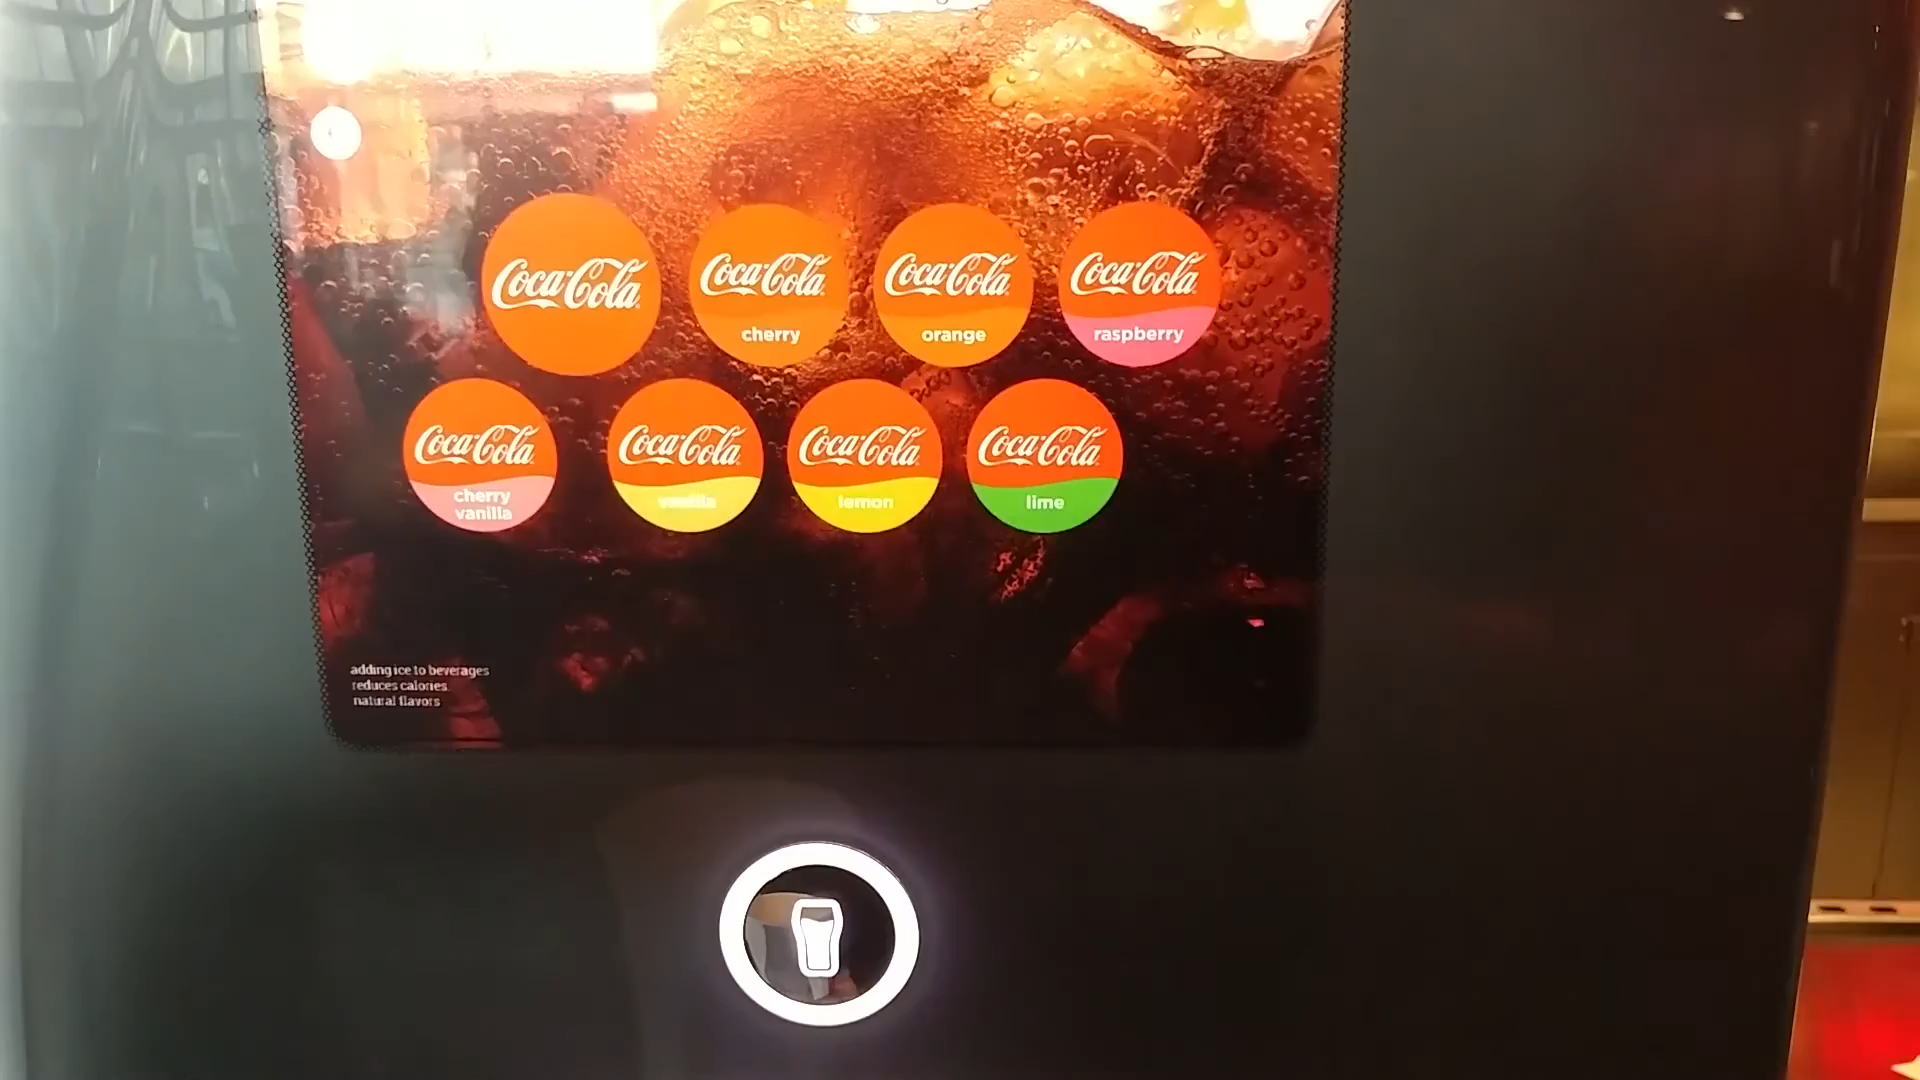 Coca-Cola
Coca-Cola
cherry
Coca-Cola
orange
Coca-Cola
raspberry
Coca-Cola
cherry
vanilla
Coca-Cola
vanilla
Coca-Cola
lemon
Coca-Cola
lime
adding ice to beverages
reduces calories.
natural flavors